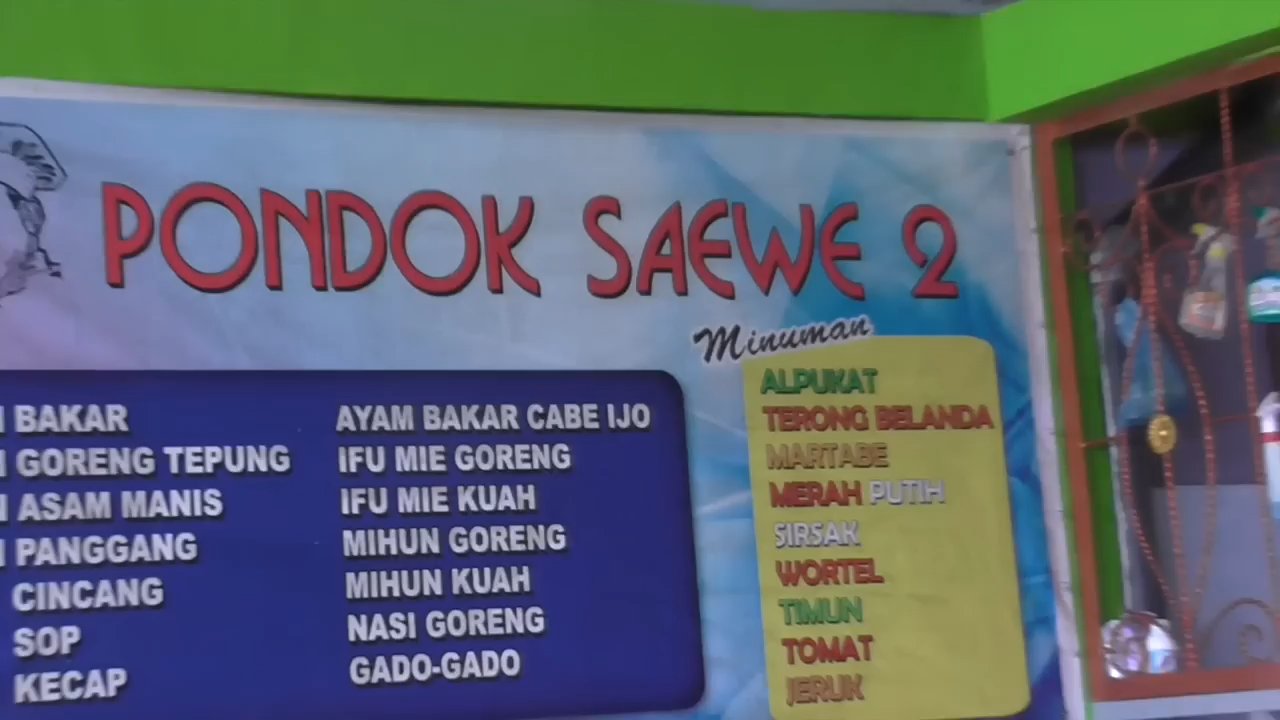 PONDOK SAEWE 2
BAKAR
GORENG TEPUNG
ASAM MANIS
PANGGANG
CINCANG
SOP
KECAP
AYAM BAKAR CABE IJO
IFU MIE GORENG
IFU MIE KUAH
MIHUN GORENG
MIHUN KUAH
NASI GORENG
GADO-GADO
Minuman
ALPUKAT
TERONG BELANDA
MARTABE
MERAH PUTIH
SIRSAK
WORTEL
TIMUN
TOMAT
JERUK